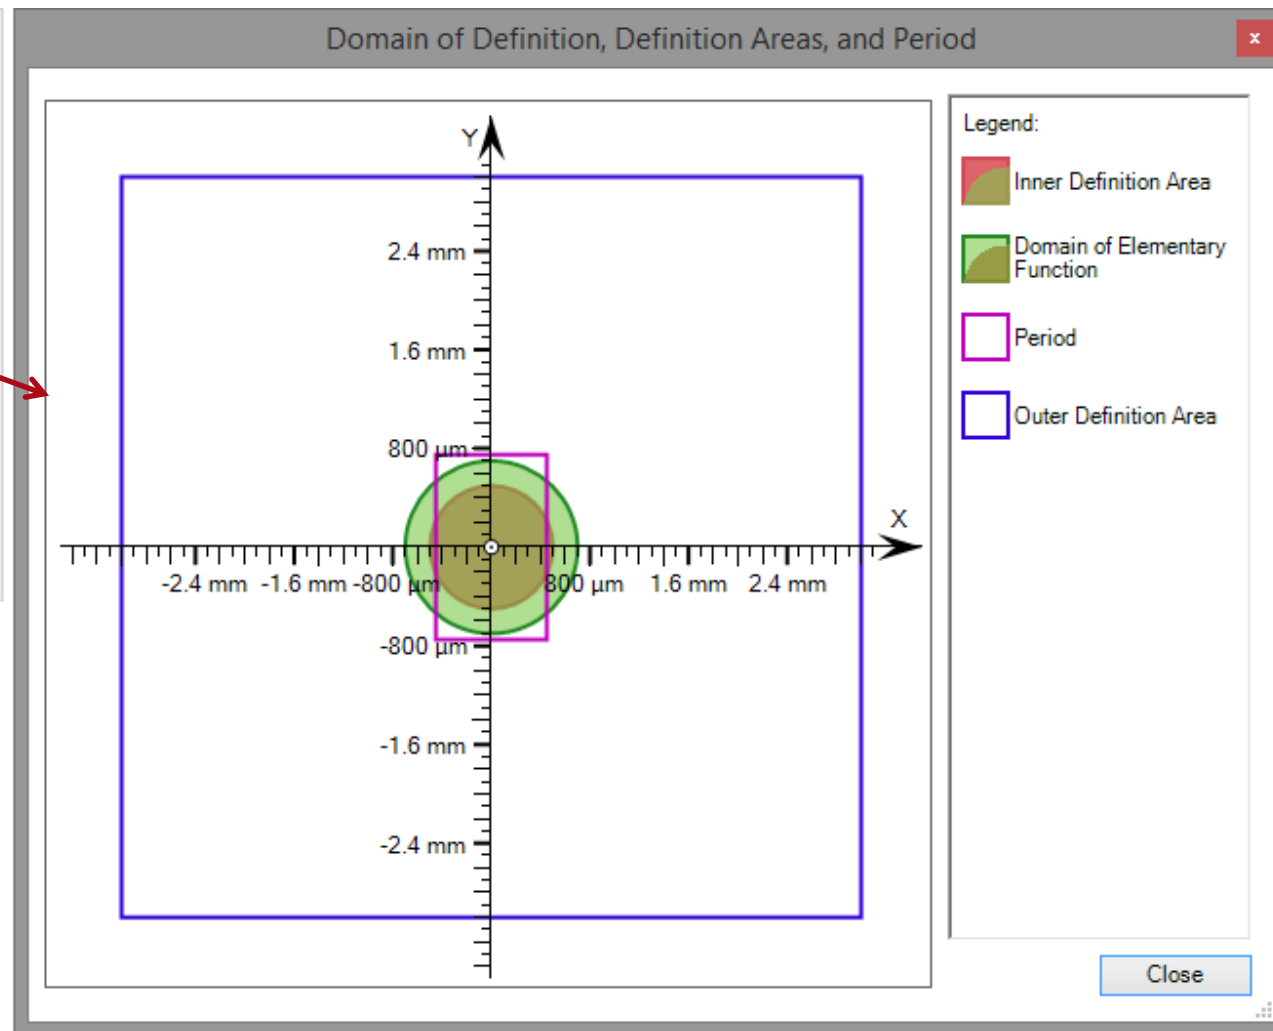 Domain of Definition, Definition Areas, and Period
x
Y
2.4 mm
1.6 mm
800 µm
X
-2.4 mm -1.6 mm -800 µm 800 µm 1.6 mm 2.4 mm
-800 µm
-1.6 mm
-2.4 mm
Legend:
Inner Definition Area
Domain of Elementary
Function
Period
Outer Definition Area
Close